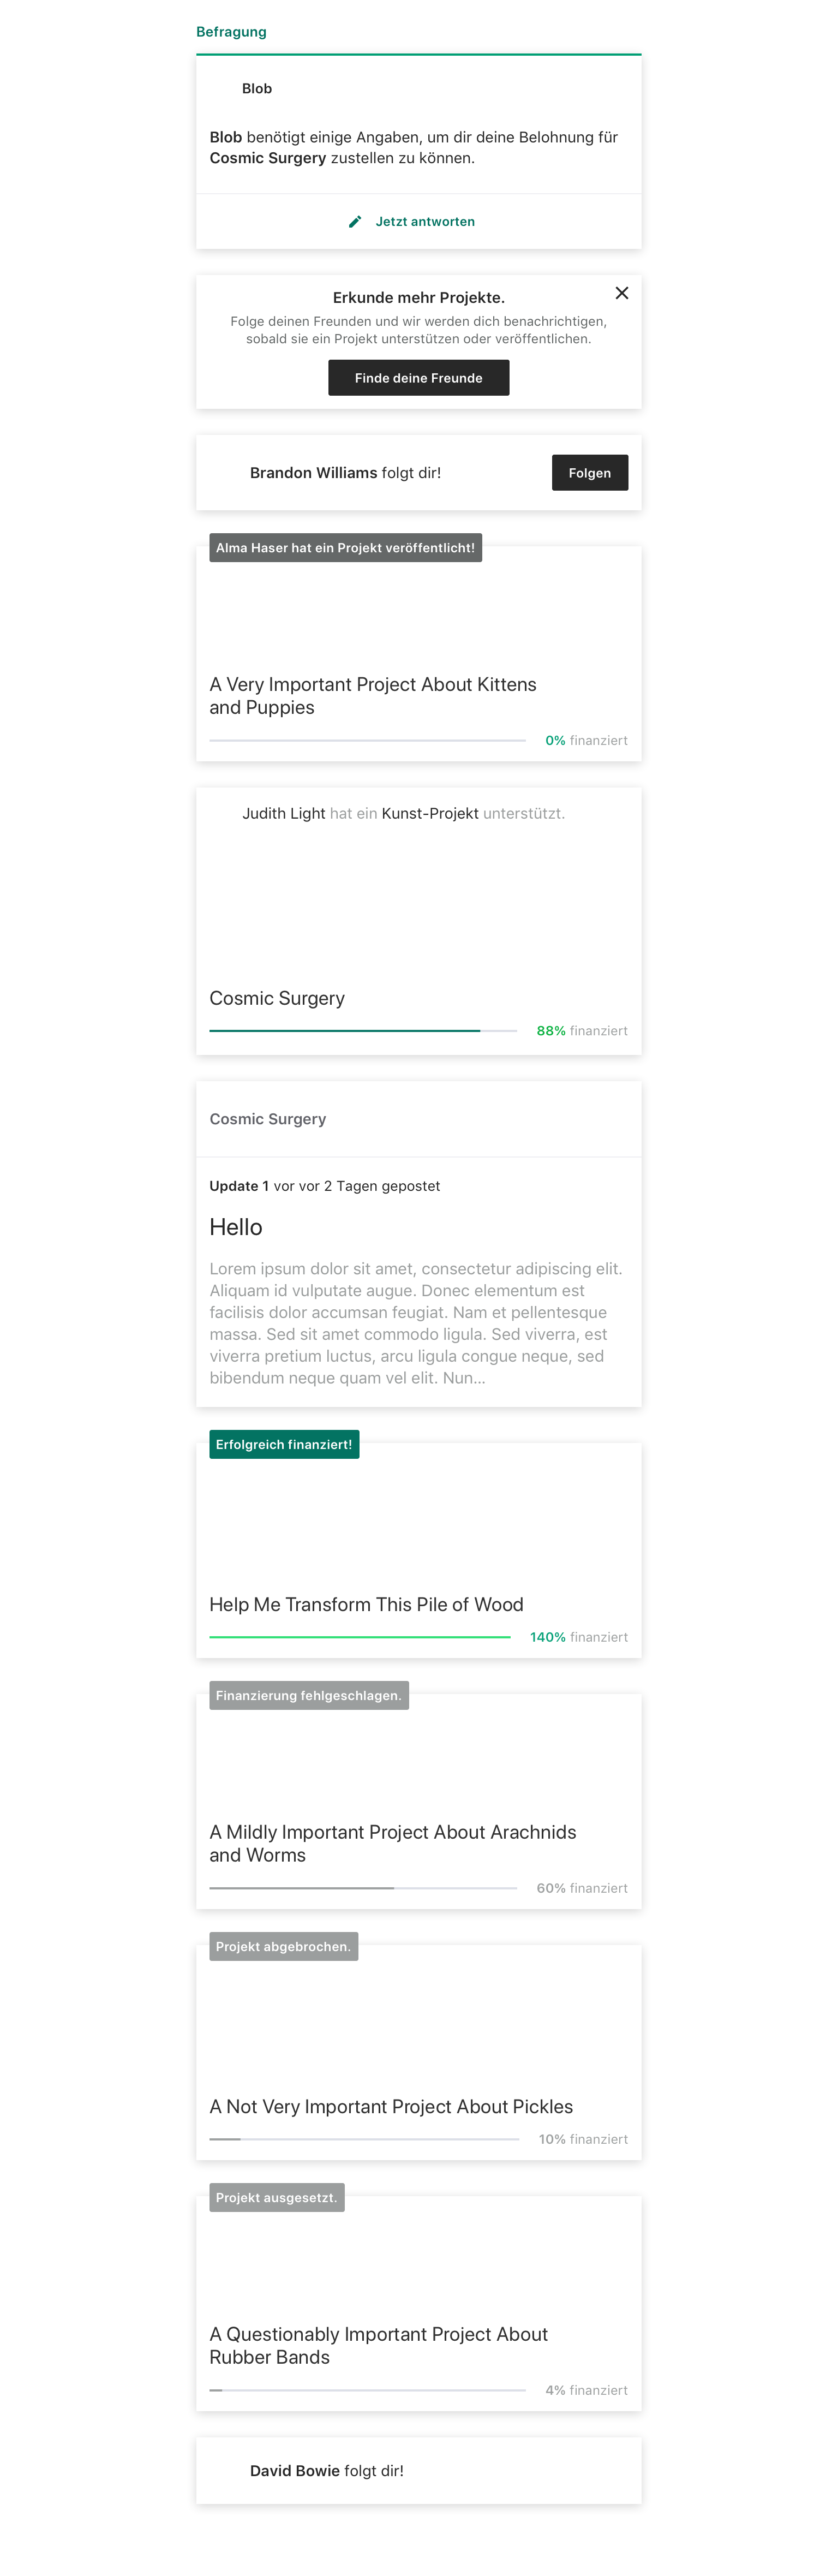 Befragung
Blob
Blob benötigt einige Angaben, um dir deine Belohnung für
Cosmic Surgery zustellen zu können.
Jetzt antworten
Erkunde mehr Projekte.
Folge deinen Freunden und wir werden dich benachrichtigen,
sobald sie ein Projekt unterstützen oder veröffentlichen.
Finde deine Freunde
Brandon Williams folgt dir!
Folgen
Alma Haser hat ein Projekt veröffentlicht!
A Very Important Project About Kittens
and Puppies
0% finanziert
Judith Light hat ein Kunst-Projekt unterstützt.
Cosmic Surgery
88% finanziert
Cosmic Surgery
Update 1 vor vor 2 Tagen gepostet
Hello
Lorem ipsum dolor sit amet, consectetur adipiscing elit.
Aliquam id vulputate augue. Donec elementum est
facilisis dolor accumsan feugiat. Nam et pellentesque
massa. Sed sit amet commodo ligula. Sed viverra, est
viverra pretium luctus, arcu ligula congue neque, sed
bibendum neque quam vel elit. Nun...
Erfolgreich finanziert!
Help Me Transform This Pile of Wood
140% finanziert
Finanzierung fehlgeschlagen.
A Mildly Important Project About Arachnids
and Worms
60% finanziert
Projekt abgebrochen.
A Not Very Important Project About Pickles
10% finanziert
Projekt ausgesetzt.
A Questionably Important Project About
Rubber Bands
4% finanziert
David Bowie folgt dir!